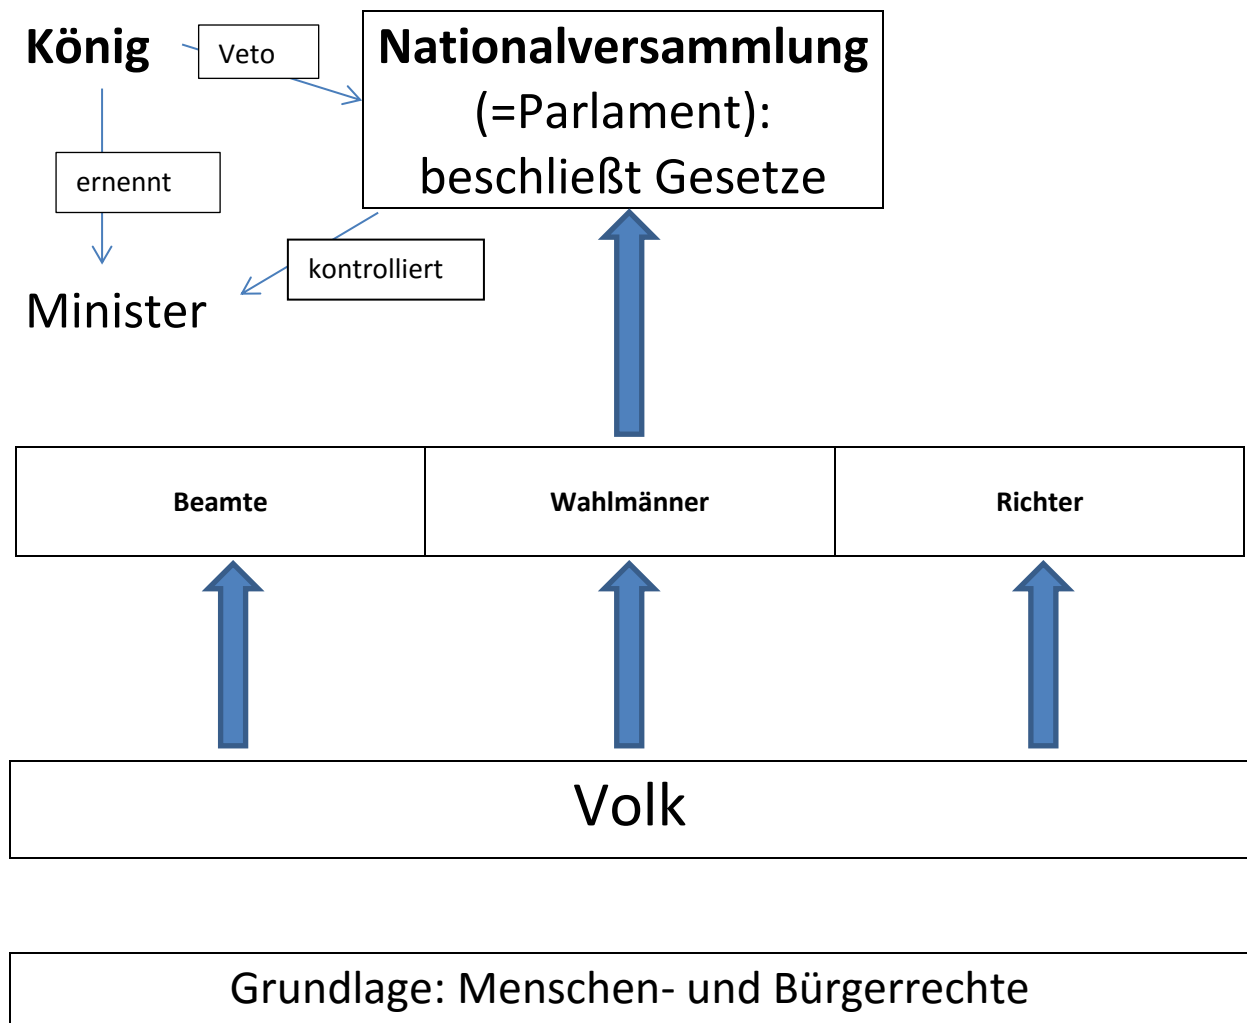 König
Veto
Nationalversammlung
(=Parlament):
beschließt Gesetze
ernennt
kontrolliert
Minister
Beamte
Wahlmänner
Richter
Volk
Grundlage: Menschen- und Bürgerrechte